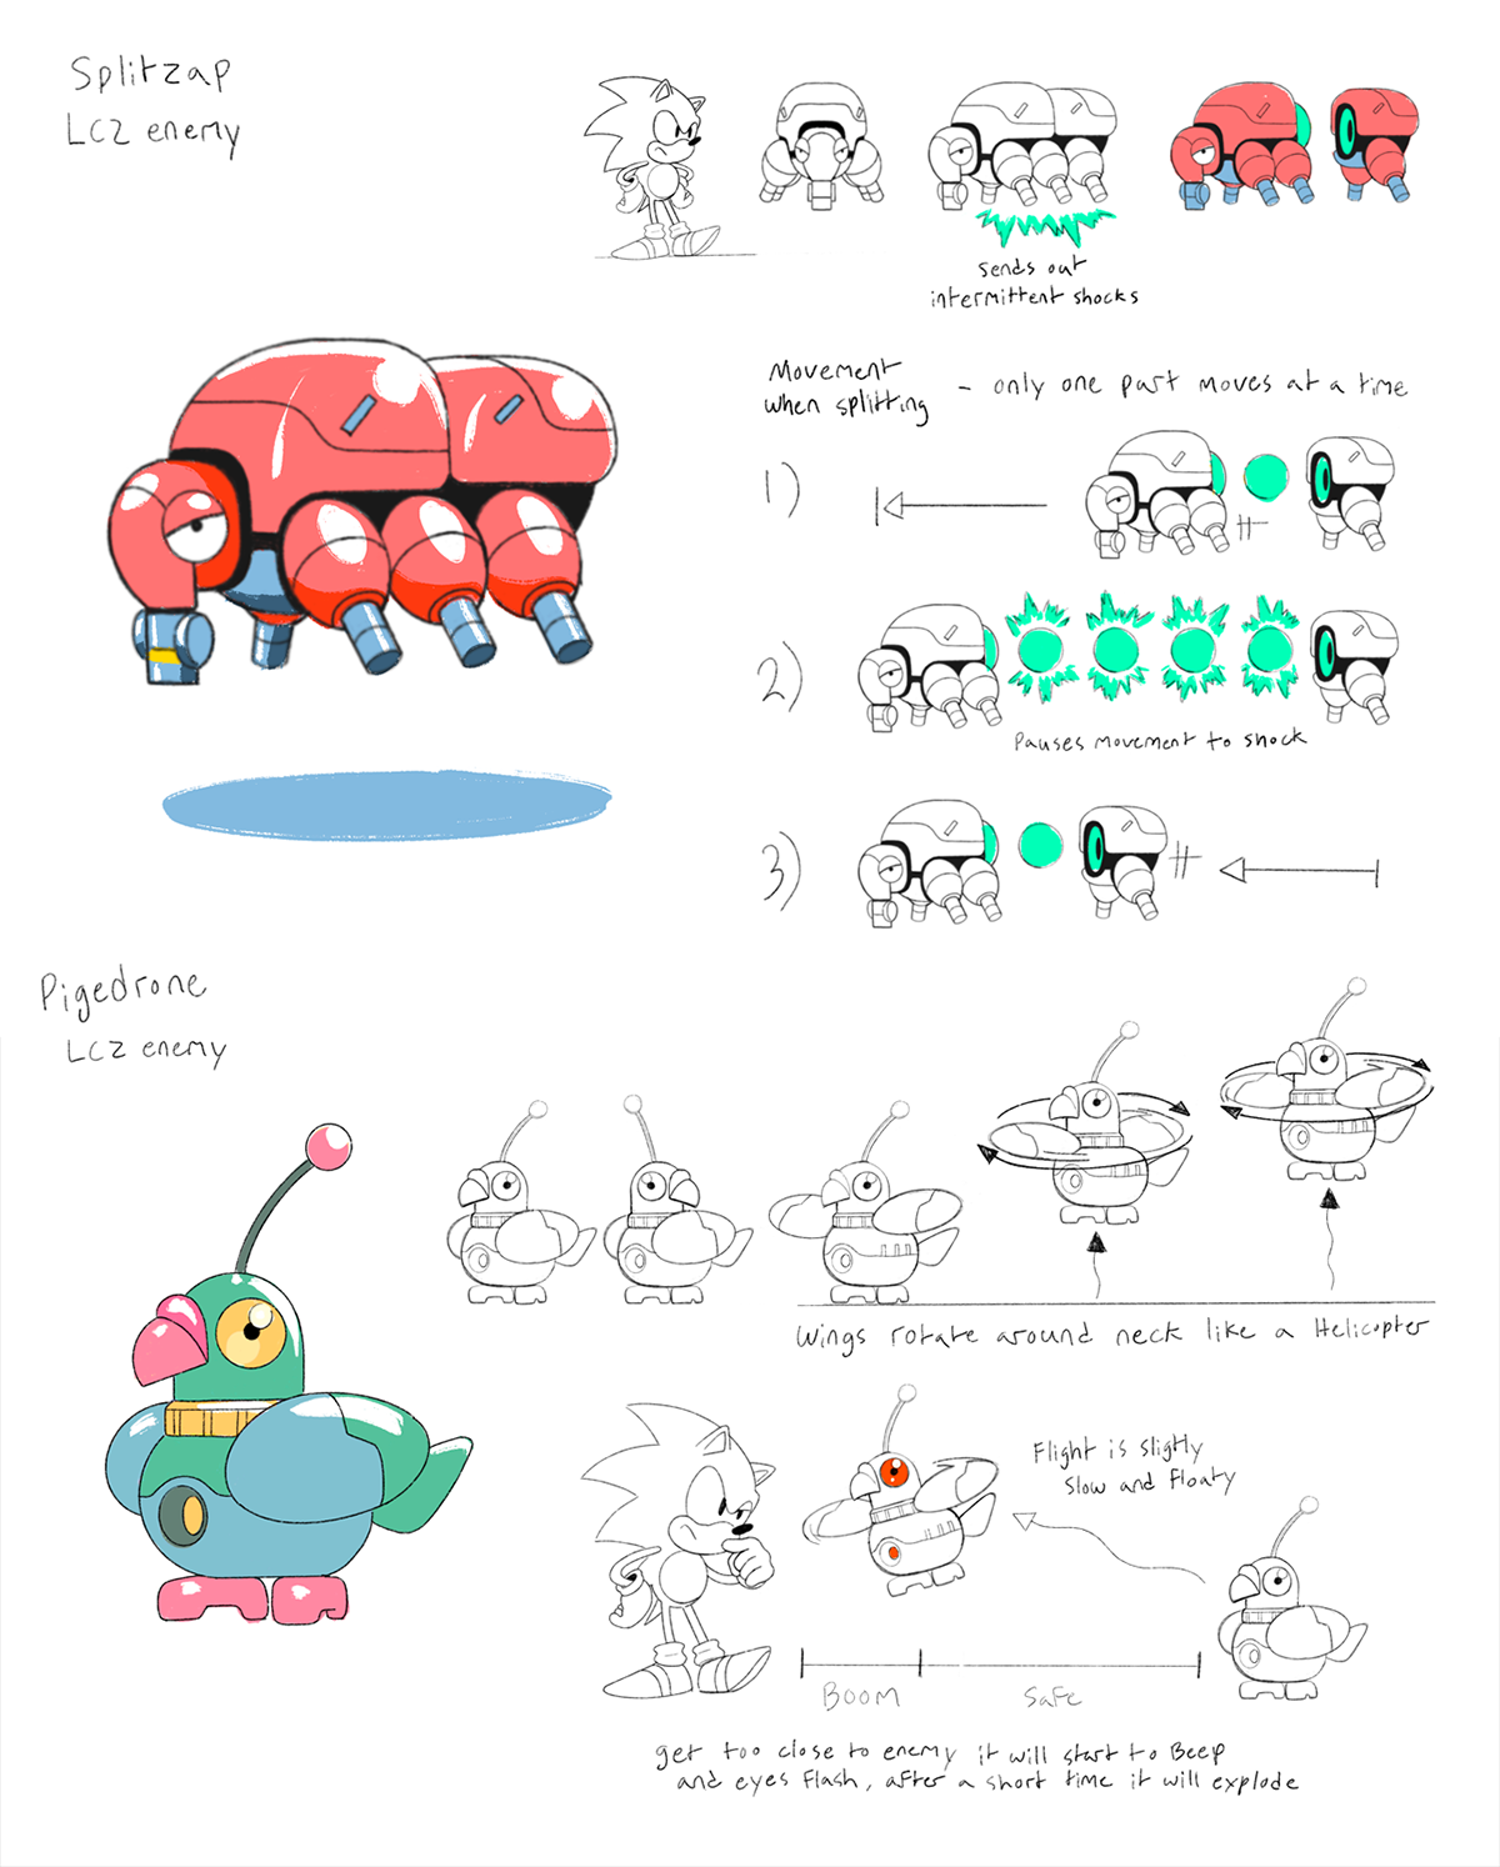 Splitzap
LCZ enemy
sends out
intermittent shocks
Movement
when splitting
- only one part moves at a time
1)
2)
Pauses movement to shock
3)
Pigedrone
LCZ enemy
wings rotate around neck like a Helicopter
Flight is sligtly
slow and floaty
BOOM
Safe
get too close to enemy it will start to Beep
and eyes flash, after a short time it will explode